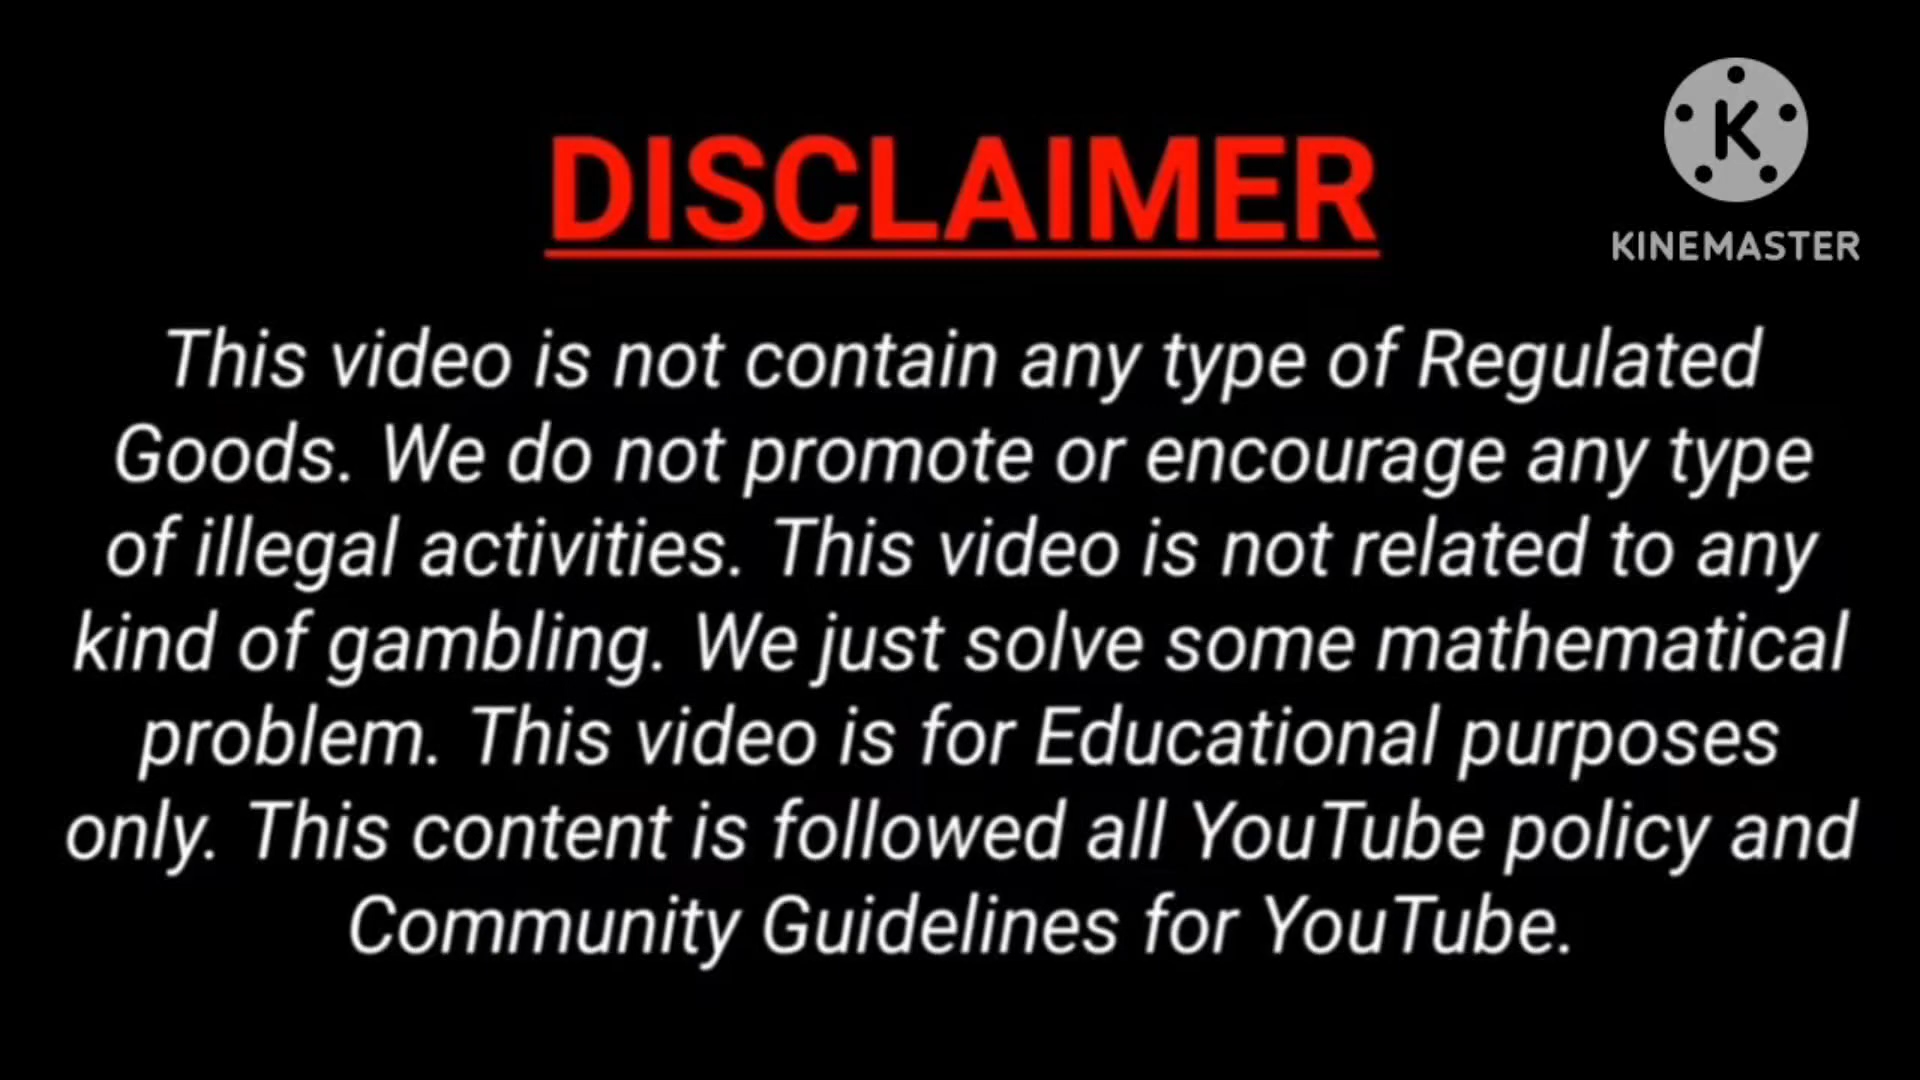 DISCLAIMER
K
KINEMASTER
This video is not contain any type of Regulated
Goods. We do not promote or encourage any type
of illegal activities. This video is not related to any
kind of gambling. We just solve some mathematical
problem. This video is for Educational purposes
only. This content is followed all YouTube policy and
Community Guidelines for YouTube.